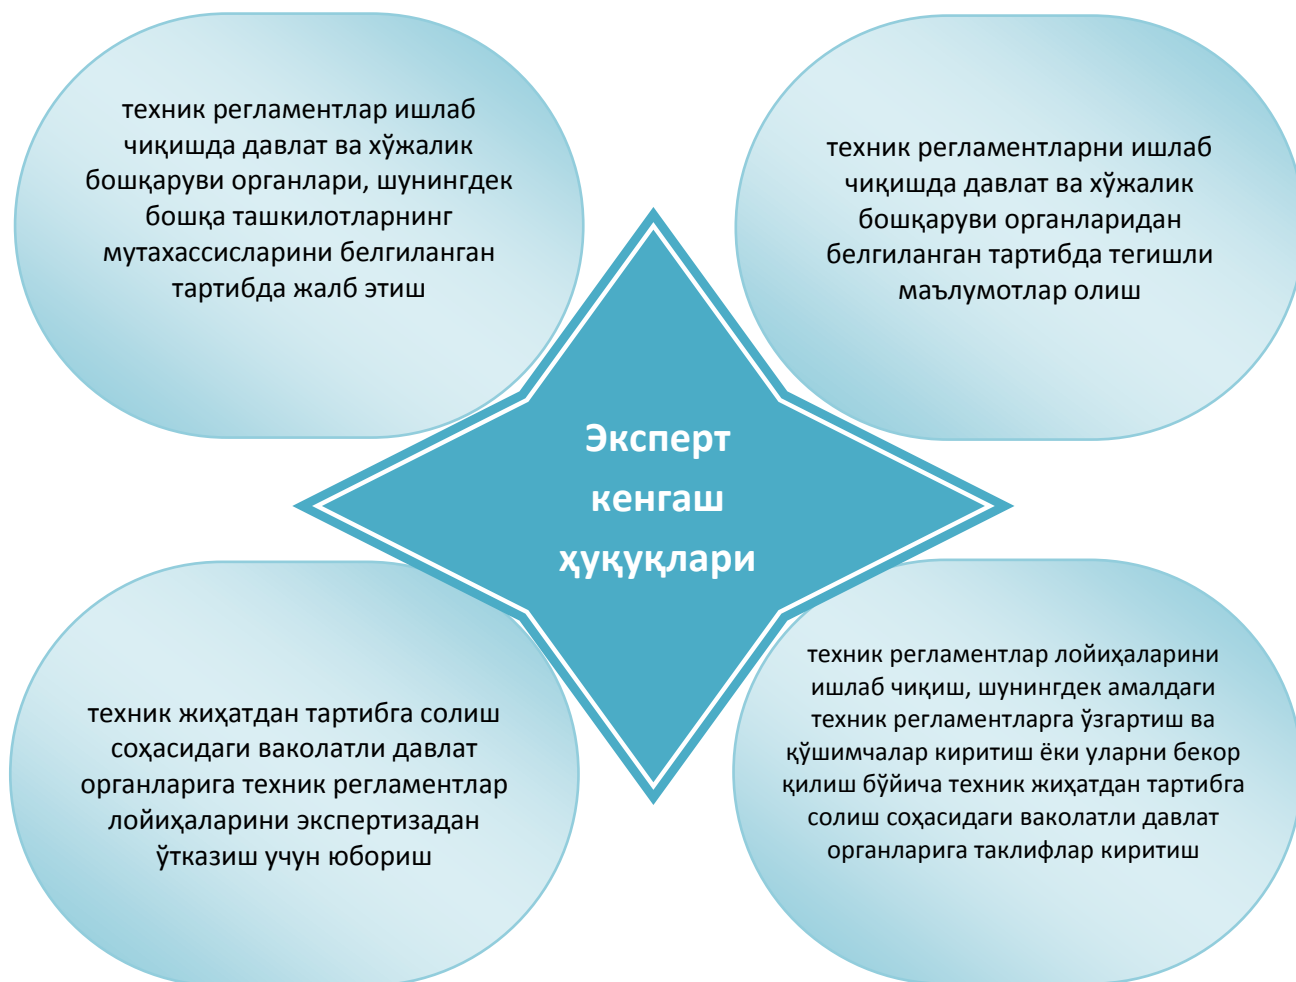 техник регламентлар ишлаб
чиқишда давлат ва хўжалик
бошқаруви органлари, шунингдек
бошқа ташкилотларнинг
мутахассисларини белгиланган
тартибда жалб этиш
техник регламентларни ишлаб
чиқишда давлат ва хўжалик
бошқаруви органларидан
белгиланган тартибда тегишли
маълумотлар олиш
Эксперт
кенгаш
ҳуқуқлари
техник жиҳатдан тартибга солиш
соҳасидаги ваколатли давлат
органларига техник регламентлар
лойиҳаларини экспертизадан
ўтказиш учун юбориш
техник регламентлар лойиҳаларини
ишлаб чиқиш, шунингдек амалдаги
техник регламентларга ўзгартиш ва
қўшимчалар киритиш ёки уларни бекор
қилиш бўйича техник жиҳатдан тартибга
солиш соҳасидаги ваколатли давлат
органларига таклифлар киритиш